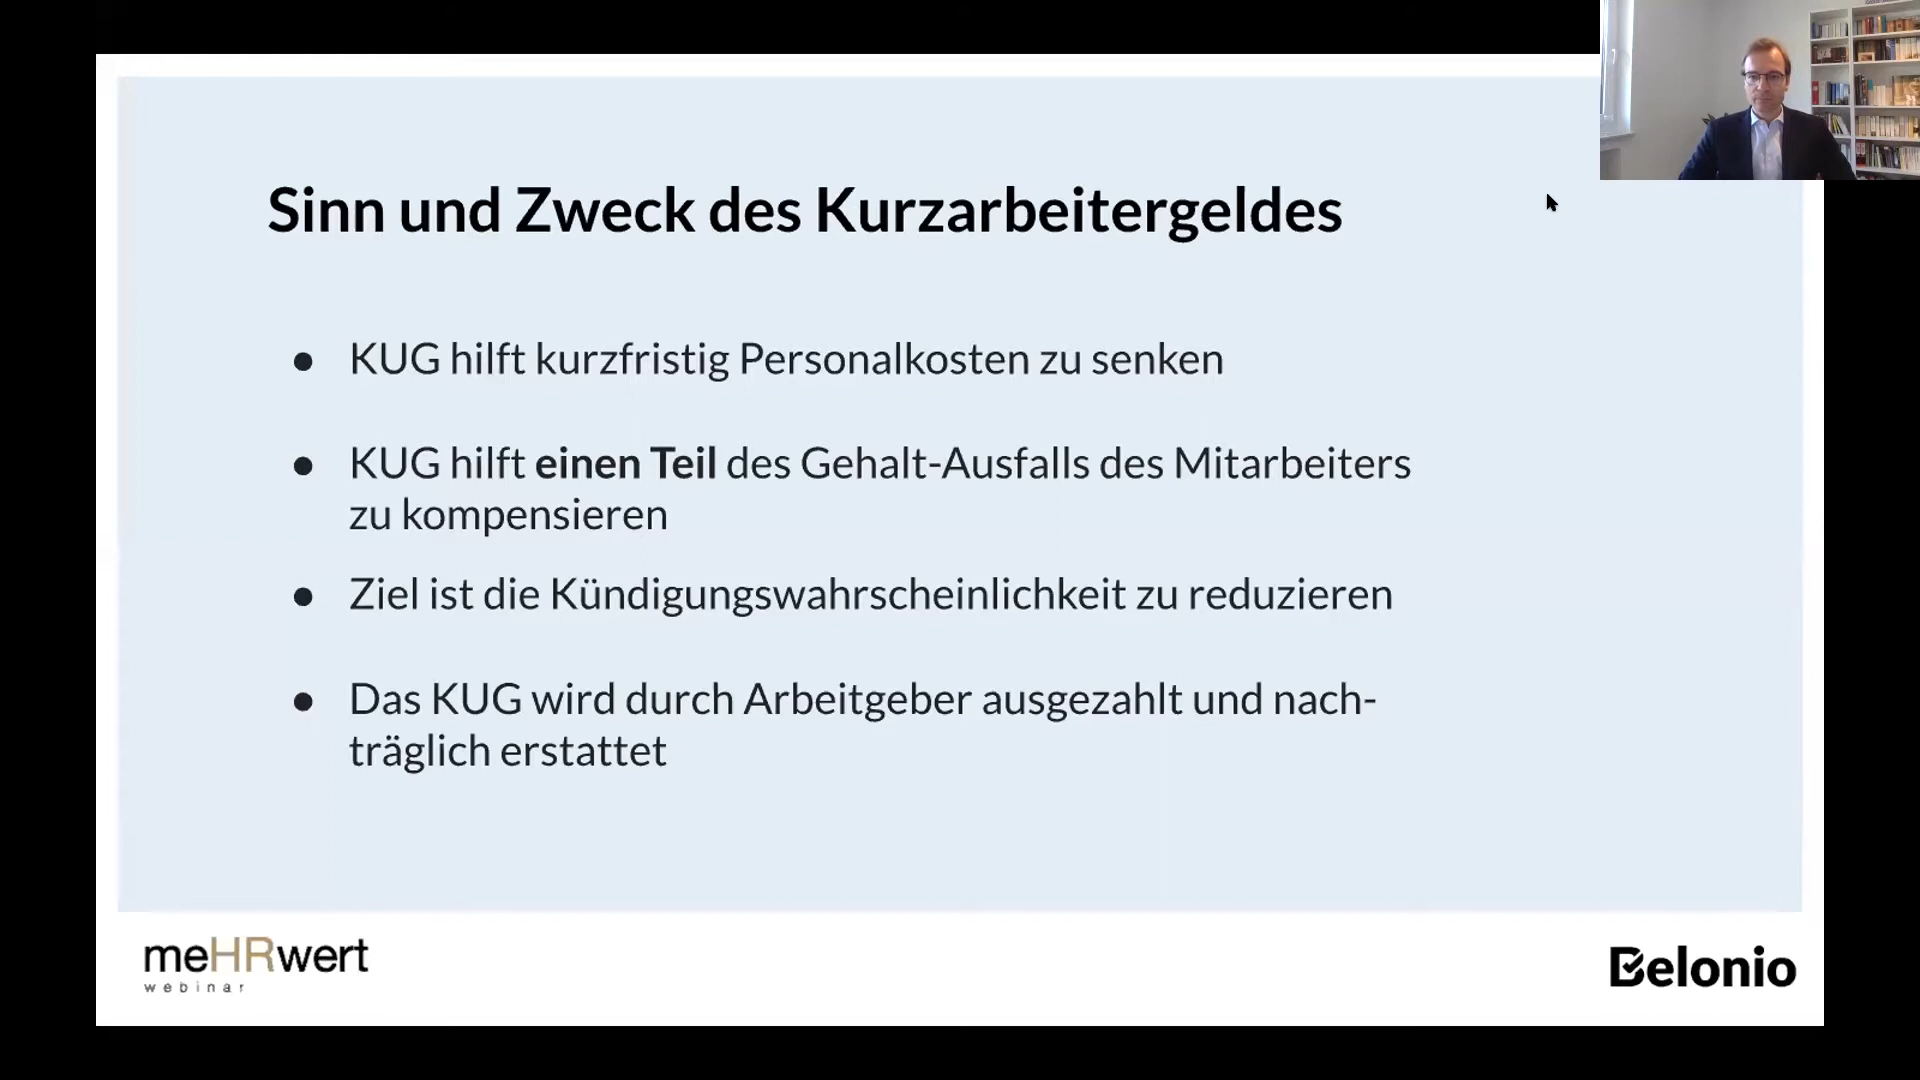 Sinn und Zweck des Kurzarbeitergeldes
● KUG hilft kurzfristig Personalkosten zu senken
● KUG hilft einen Teil des Gehalt-Ausfalls des Mitarbeiters
zu kompensieren
● Ziel ist die Kündigungswahrscheinlichkeit zu reduzieren
● Das KUG wird durch Arbeitgeber ausgezahlt und nach-
träglich erstattet
meHRwert
webinar
Belonio